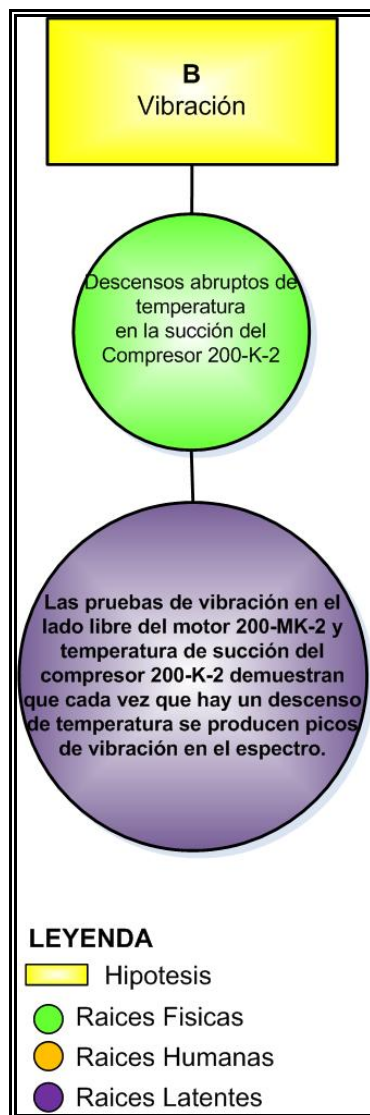 B
Vibración
Descensos abruptos de
temperatura
en la succión del
Compresor 200-K-2
Las pruebas de vibración en el
lado libre del motor 200-MK-2 y
temperatura de succión del
compresor 200-K-2 demuestran
que cada vez que hay un descenso
de temperatura se producen picos
de vibración en el espectro.
LEYENDA
Hipotesis
Raices Fisicas
Raices Humanas
Raices Latentes